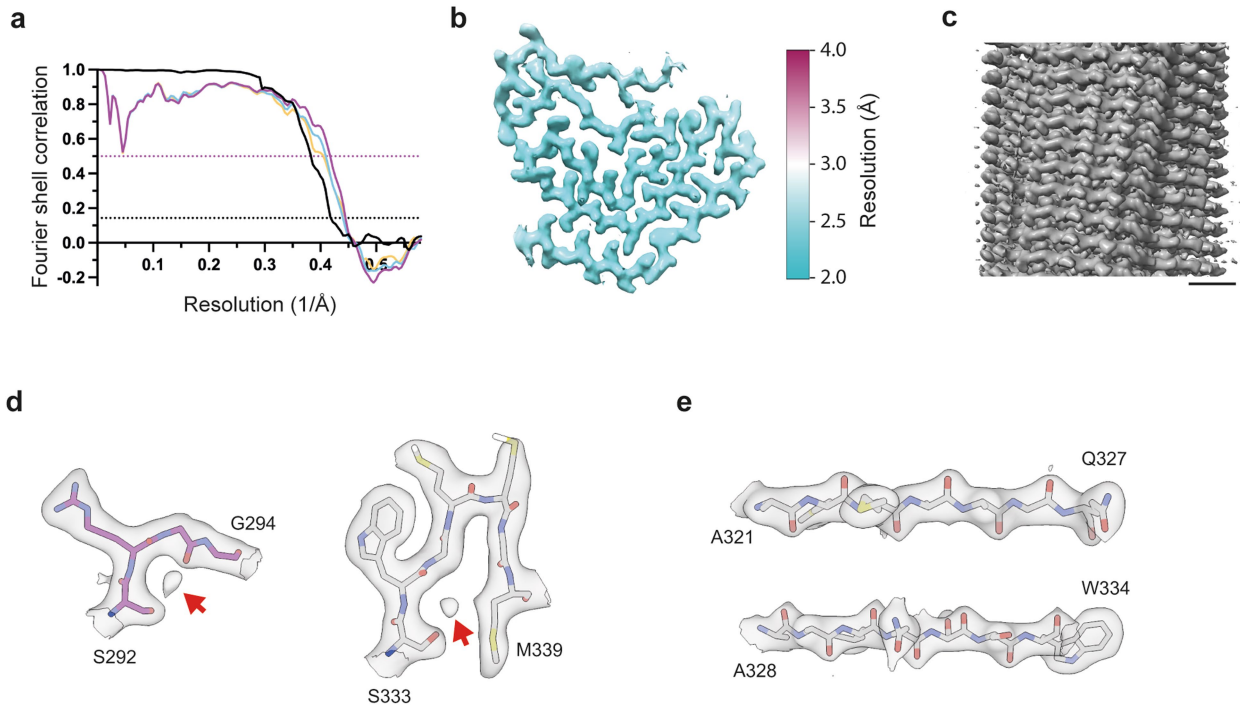 a
Fourier shell correlation
1.0
0.8
0.6
0.4
0.2
0.0
-0.2
0.1
0.2
0.3
0.4
0.5
Resolution (1/Å)
b
4.0
3.5
3.0
2.5
2.0
Resolution (Å)
c
d
G294
S292
S333
M339
e
Q327
A321
W334
A328